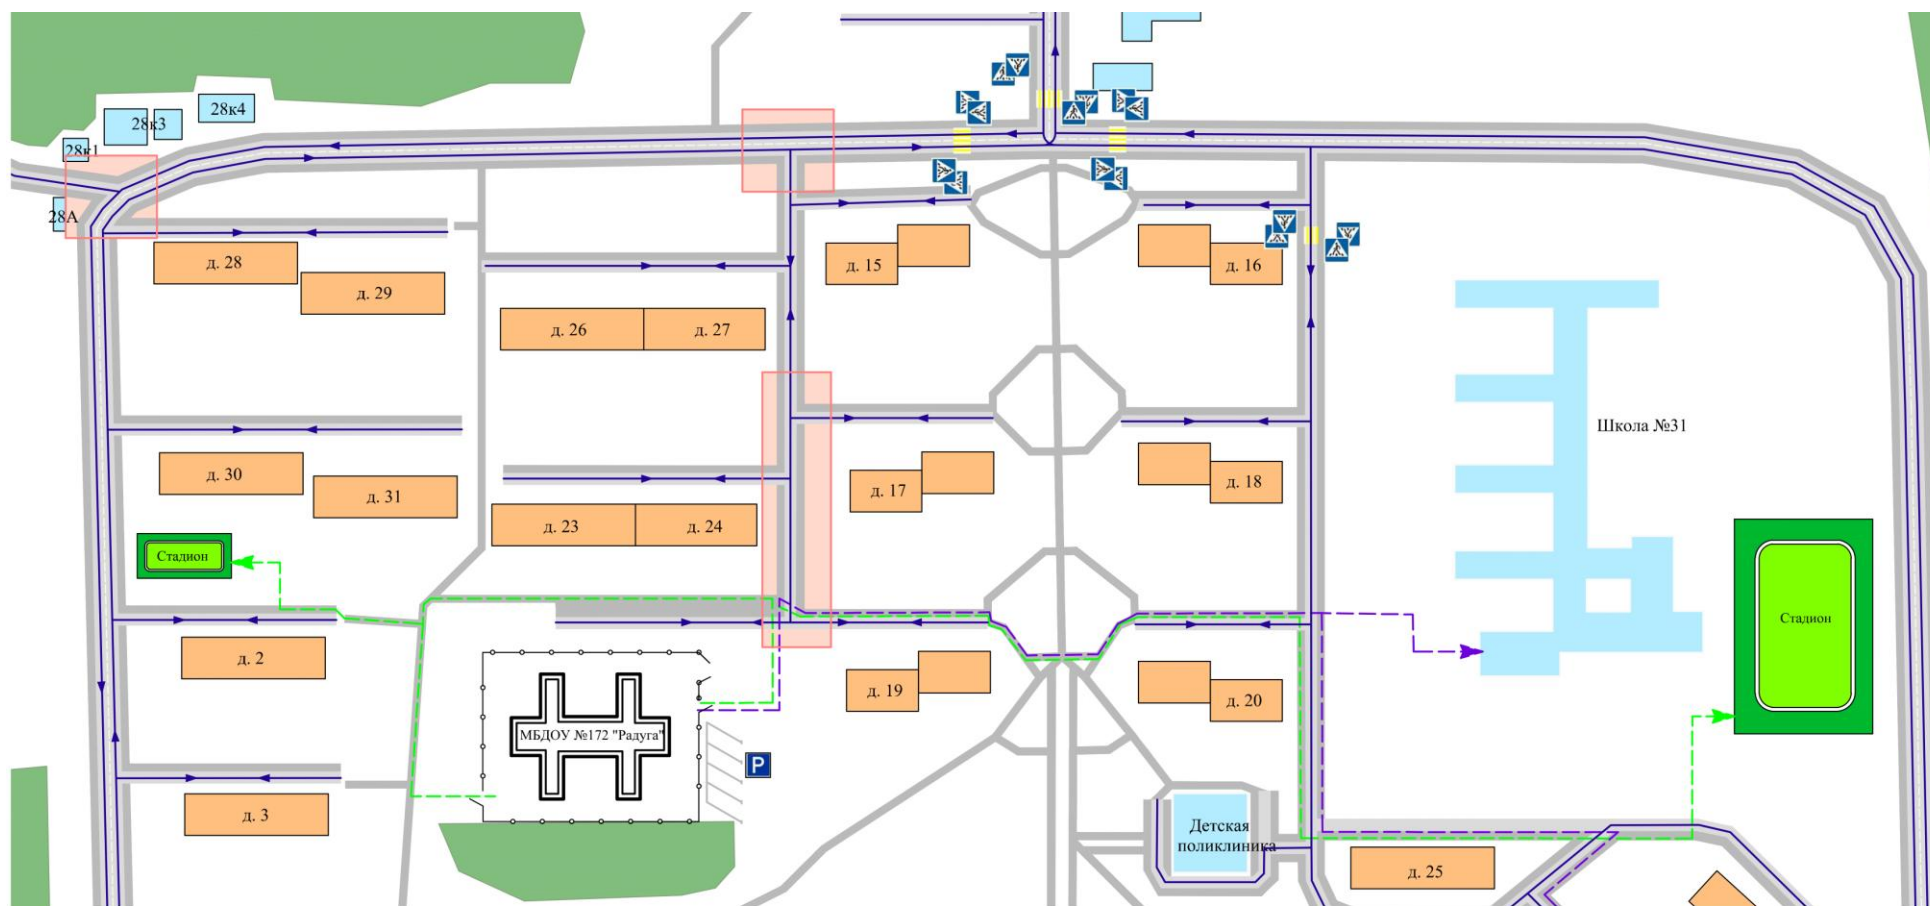 28к4
28к3
28к1
28А
д. 28
д. 29
д. 15
д. 16
д. 26
д. 27
Школа №31
д. 30
д. 31
д. 17
д. 18
д. 23
д. 24
Стадион
Стадион
д. 2
д. 19
д. 20
МБДОУ №172 "Радуга"
P
д. 3
Детская
поликлиника
д. 25